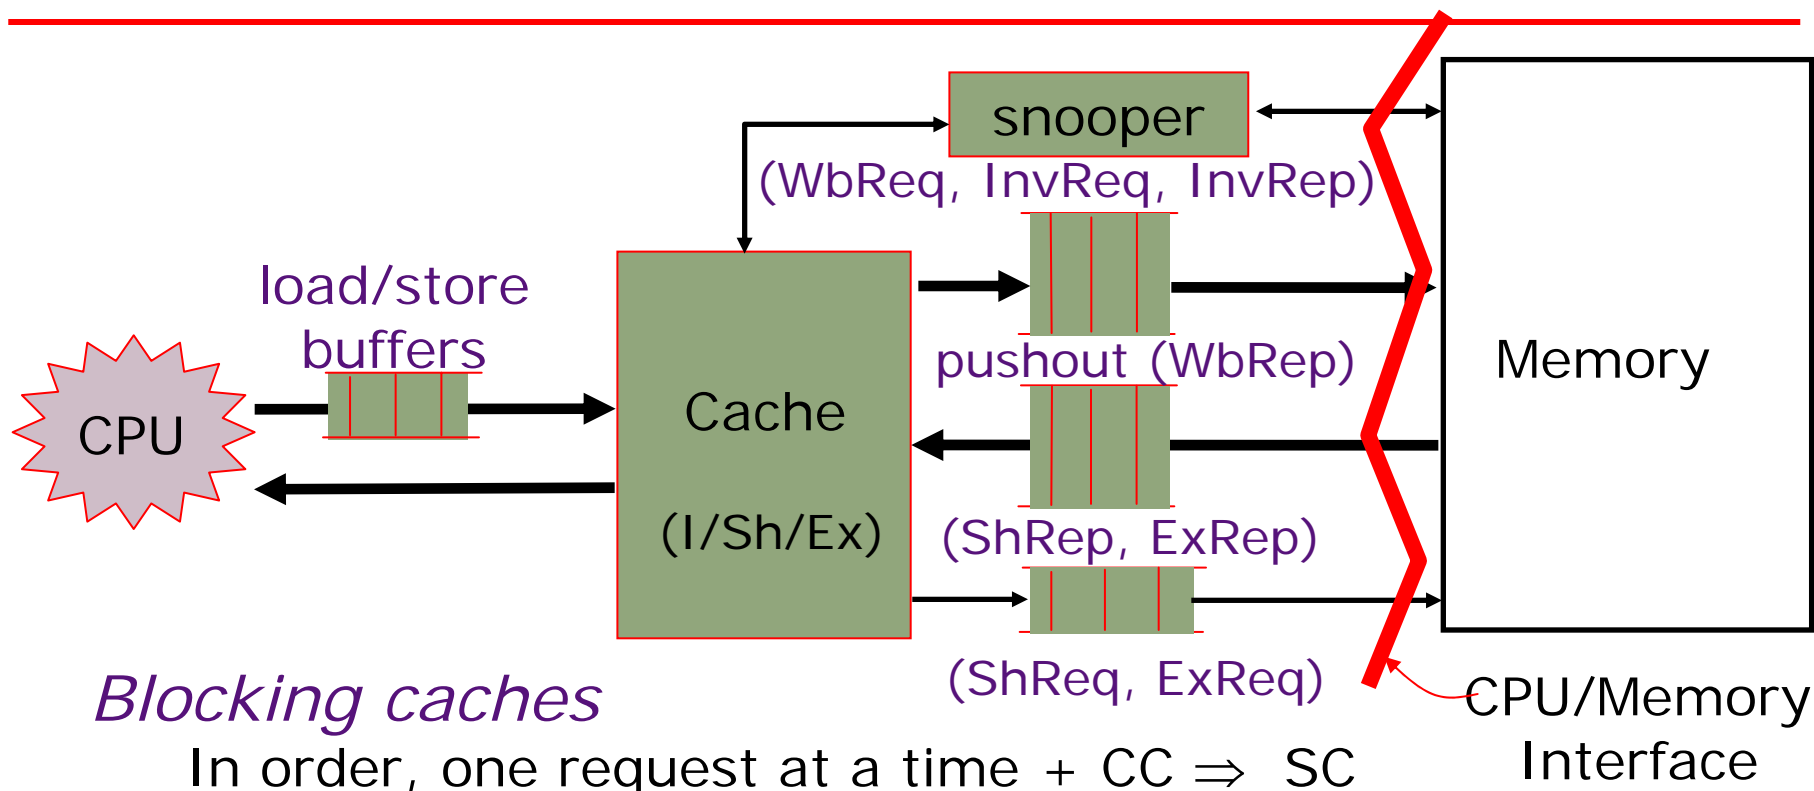 snooper
(WbReq, InvReq, InvRep)
load/store
buffers
pushout (WbRep)
Memory
CPU
Cache
(I/Sh/Ex)
(ShRep, ExRep)
(ShReq, ExReq)
CPU/Memory
Interface
Blocking caches
In order, one request at a time + CC ⇒ SC